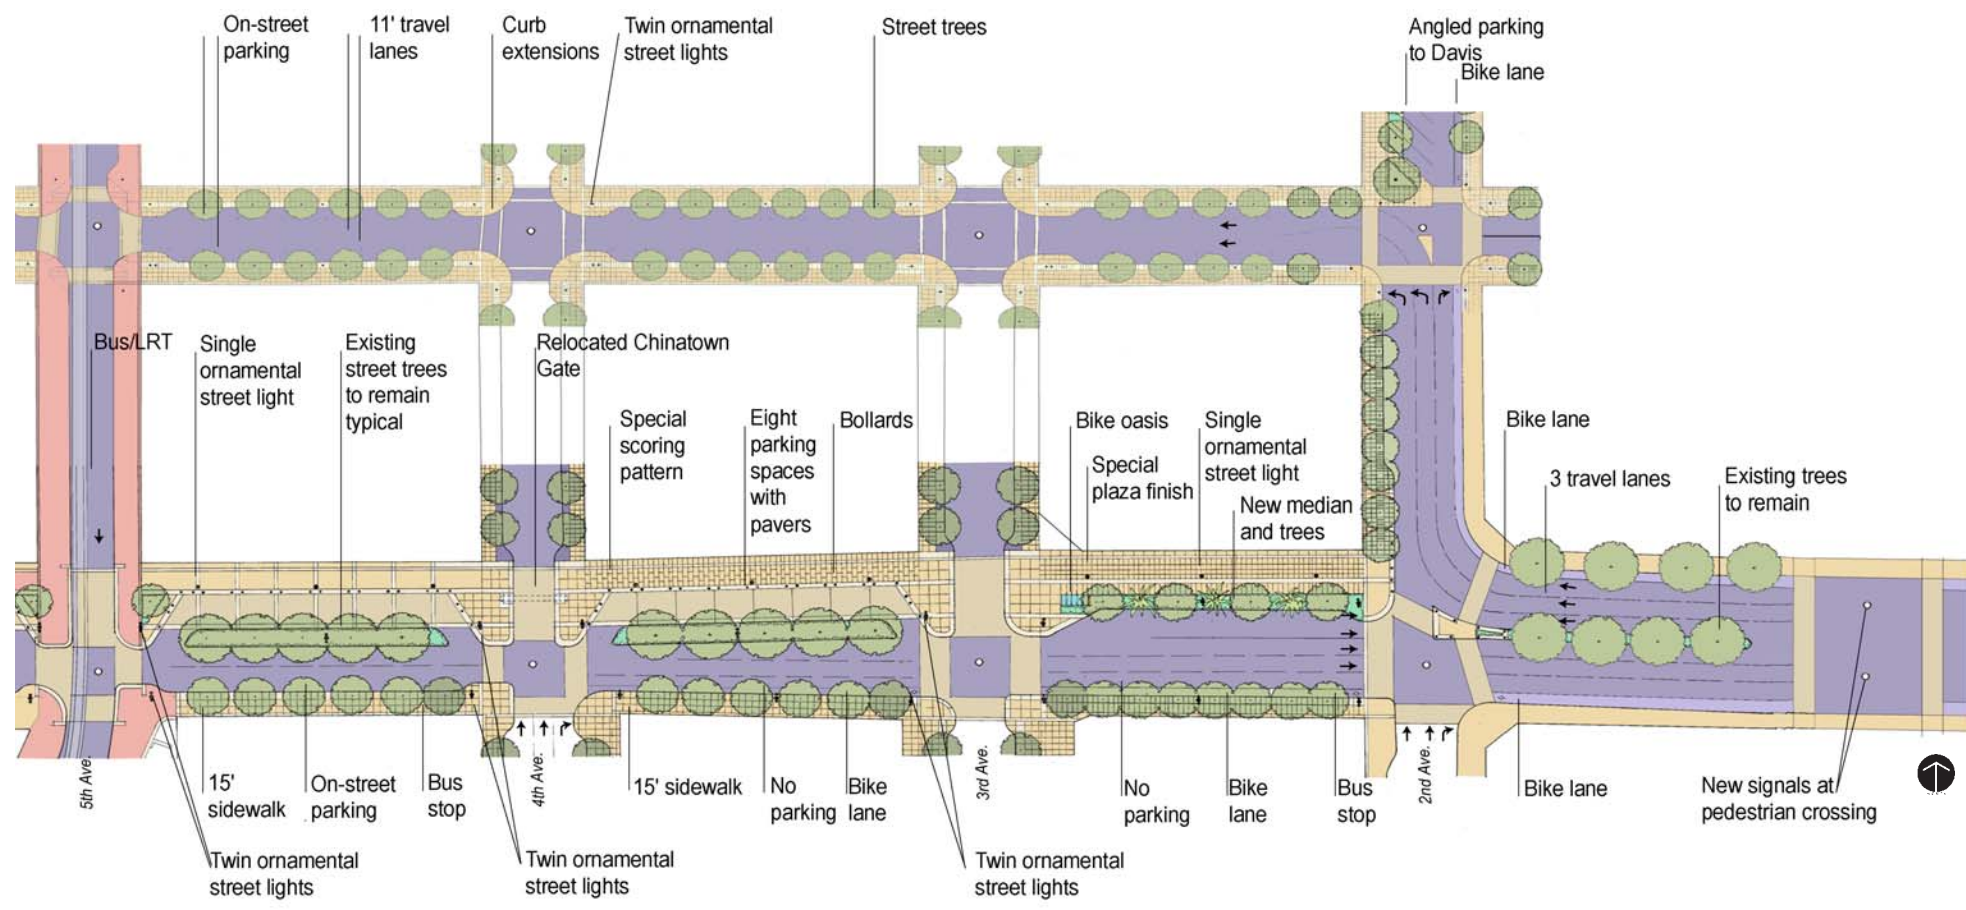 On-street
parking
11' travel
lanes
Curb
extensions
Twin ornamental
street lights
Street trees
Angled parking
to Davis
Bike lane
Bus/LRT
Single
ornamental
street light
Existing
street trees
to remain
typical
Relocated Chinatown
Gate
Special
scoring
pattern
Eight
parking
spaces
with
pavers
Bollards
Bike oasis
Special
plaza finish
Single
ornamental
street light
New median
and trees
Bike lane
3 travel lanes
Existing trees
to remain
5th Ave.
4th Ave.
3rd Ave.
2nd Ave.
15'
sidewalk
On-street
parking
Bus
stop
15' sidewalk
No
parking
Bike
lane
No
parking
Bike
lane
Bus
stop
Bike lane
New signals at
pedestrian crossing
Twin ornamental
street lights
Twin ornamental
street lights
Twin ornamental
street lights